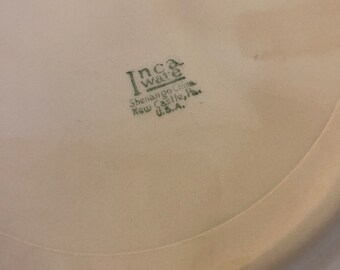 Inca
Ware
Shenango China
New Castle, Pa.
U.S.A.